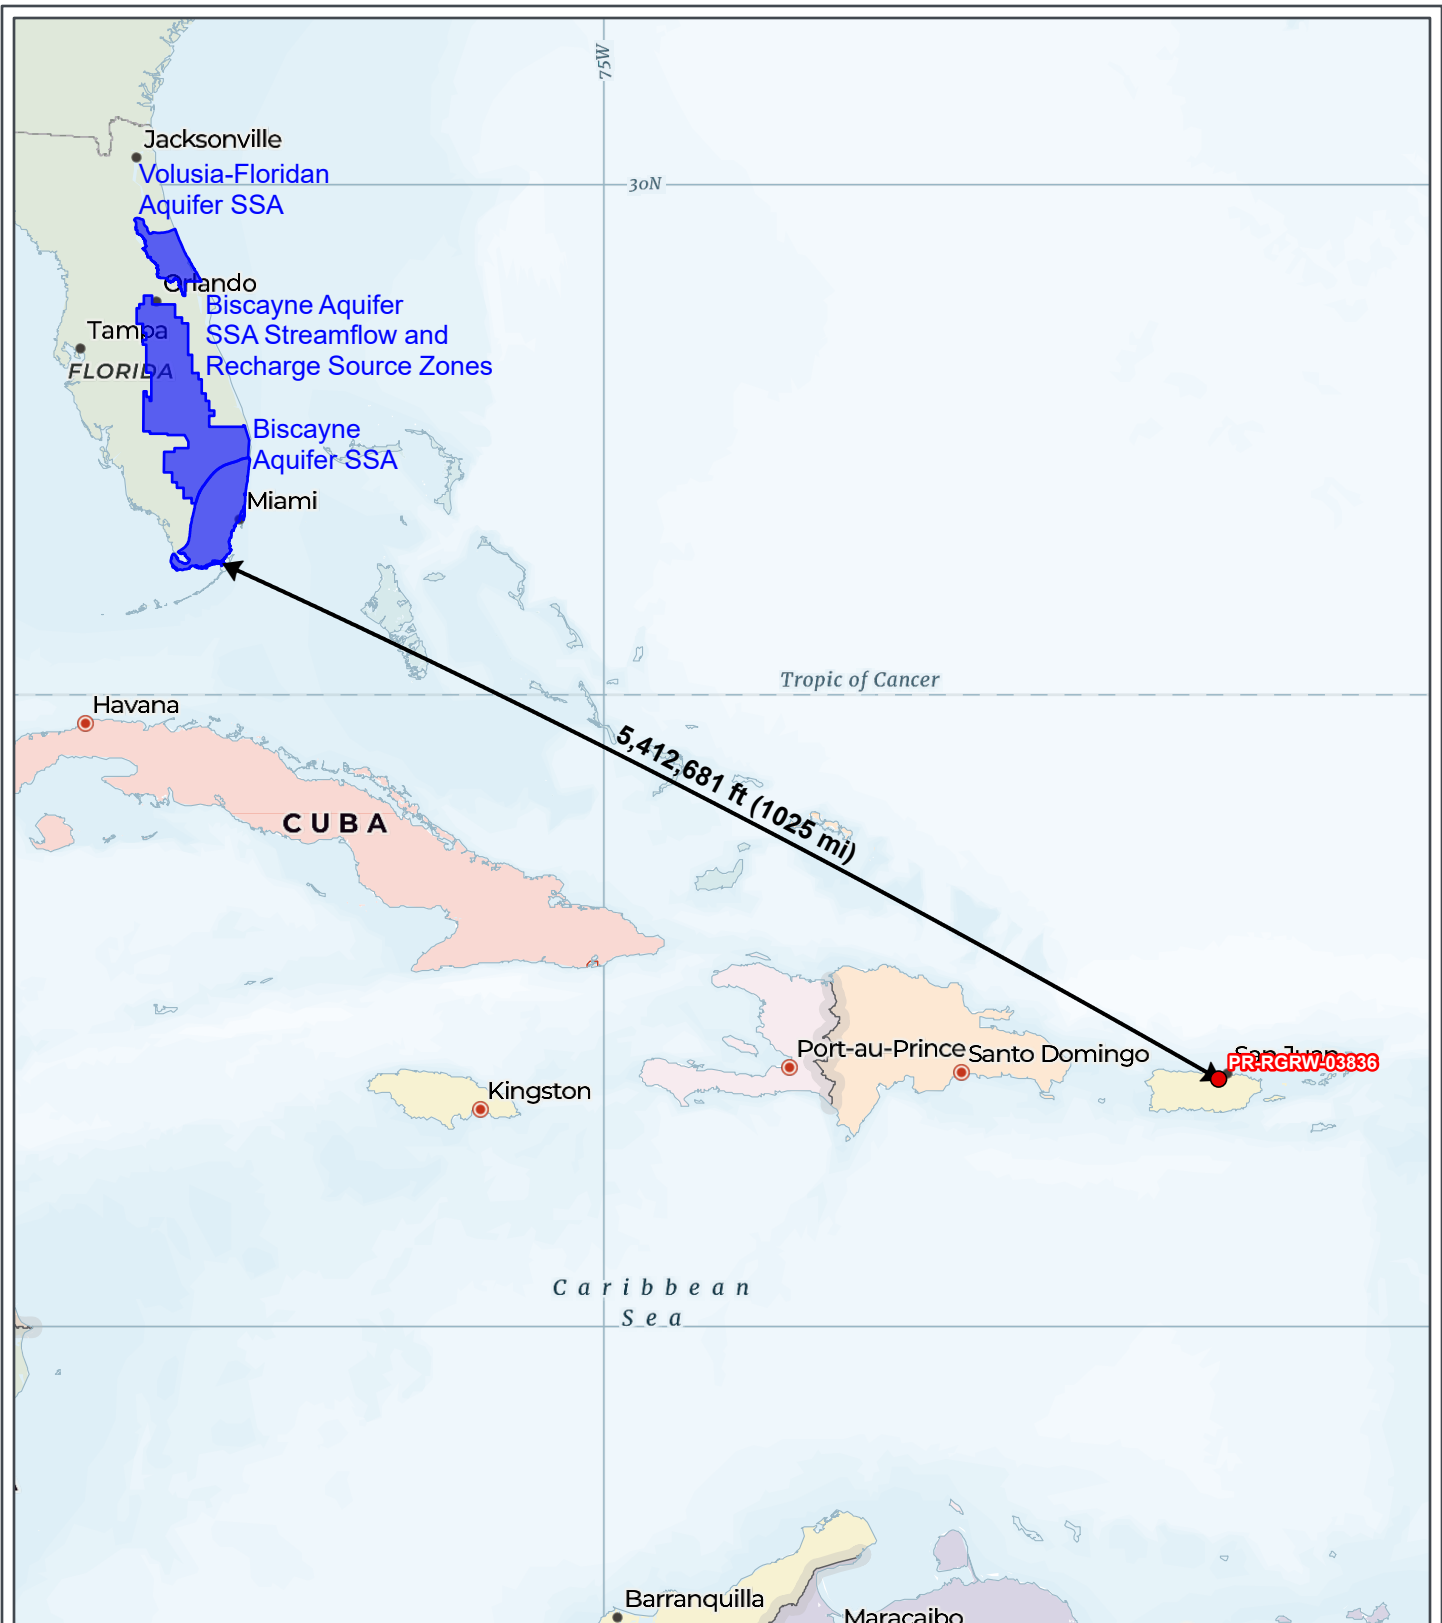 75W
Jacksonville
Volusia-Floridan
Aquifer SSA
30N
Orlando
Biscayne Aquifer
SSA Streamflow and
Recharge Source Zones
Tampa
FLORIDA
Biscayne
Aquifer SSA
Miami
Tropic of Cancer
Havana
5,412,681 ft (1025 mi)
CUBA
Port-au-Prince
Santo Domingo
San Juan
PR-RGRW-03836
Kingston
Caribbean
Sea
Barranquilla
Maracaibo